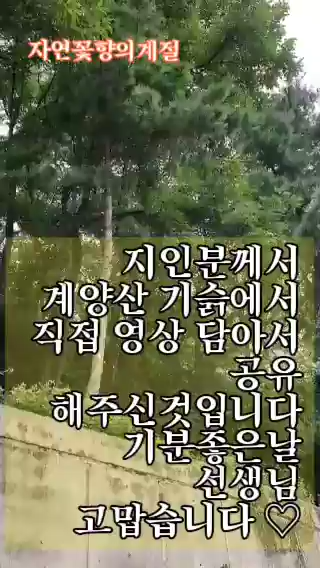 자연꽃향의계절
지인분께서
계양산 기슭에서
직접 영상 담아서
공유
해주신것입니다
기분좋은날
선생님
고맙습니다 ♡